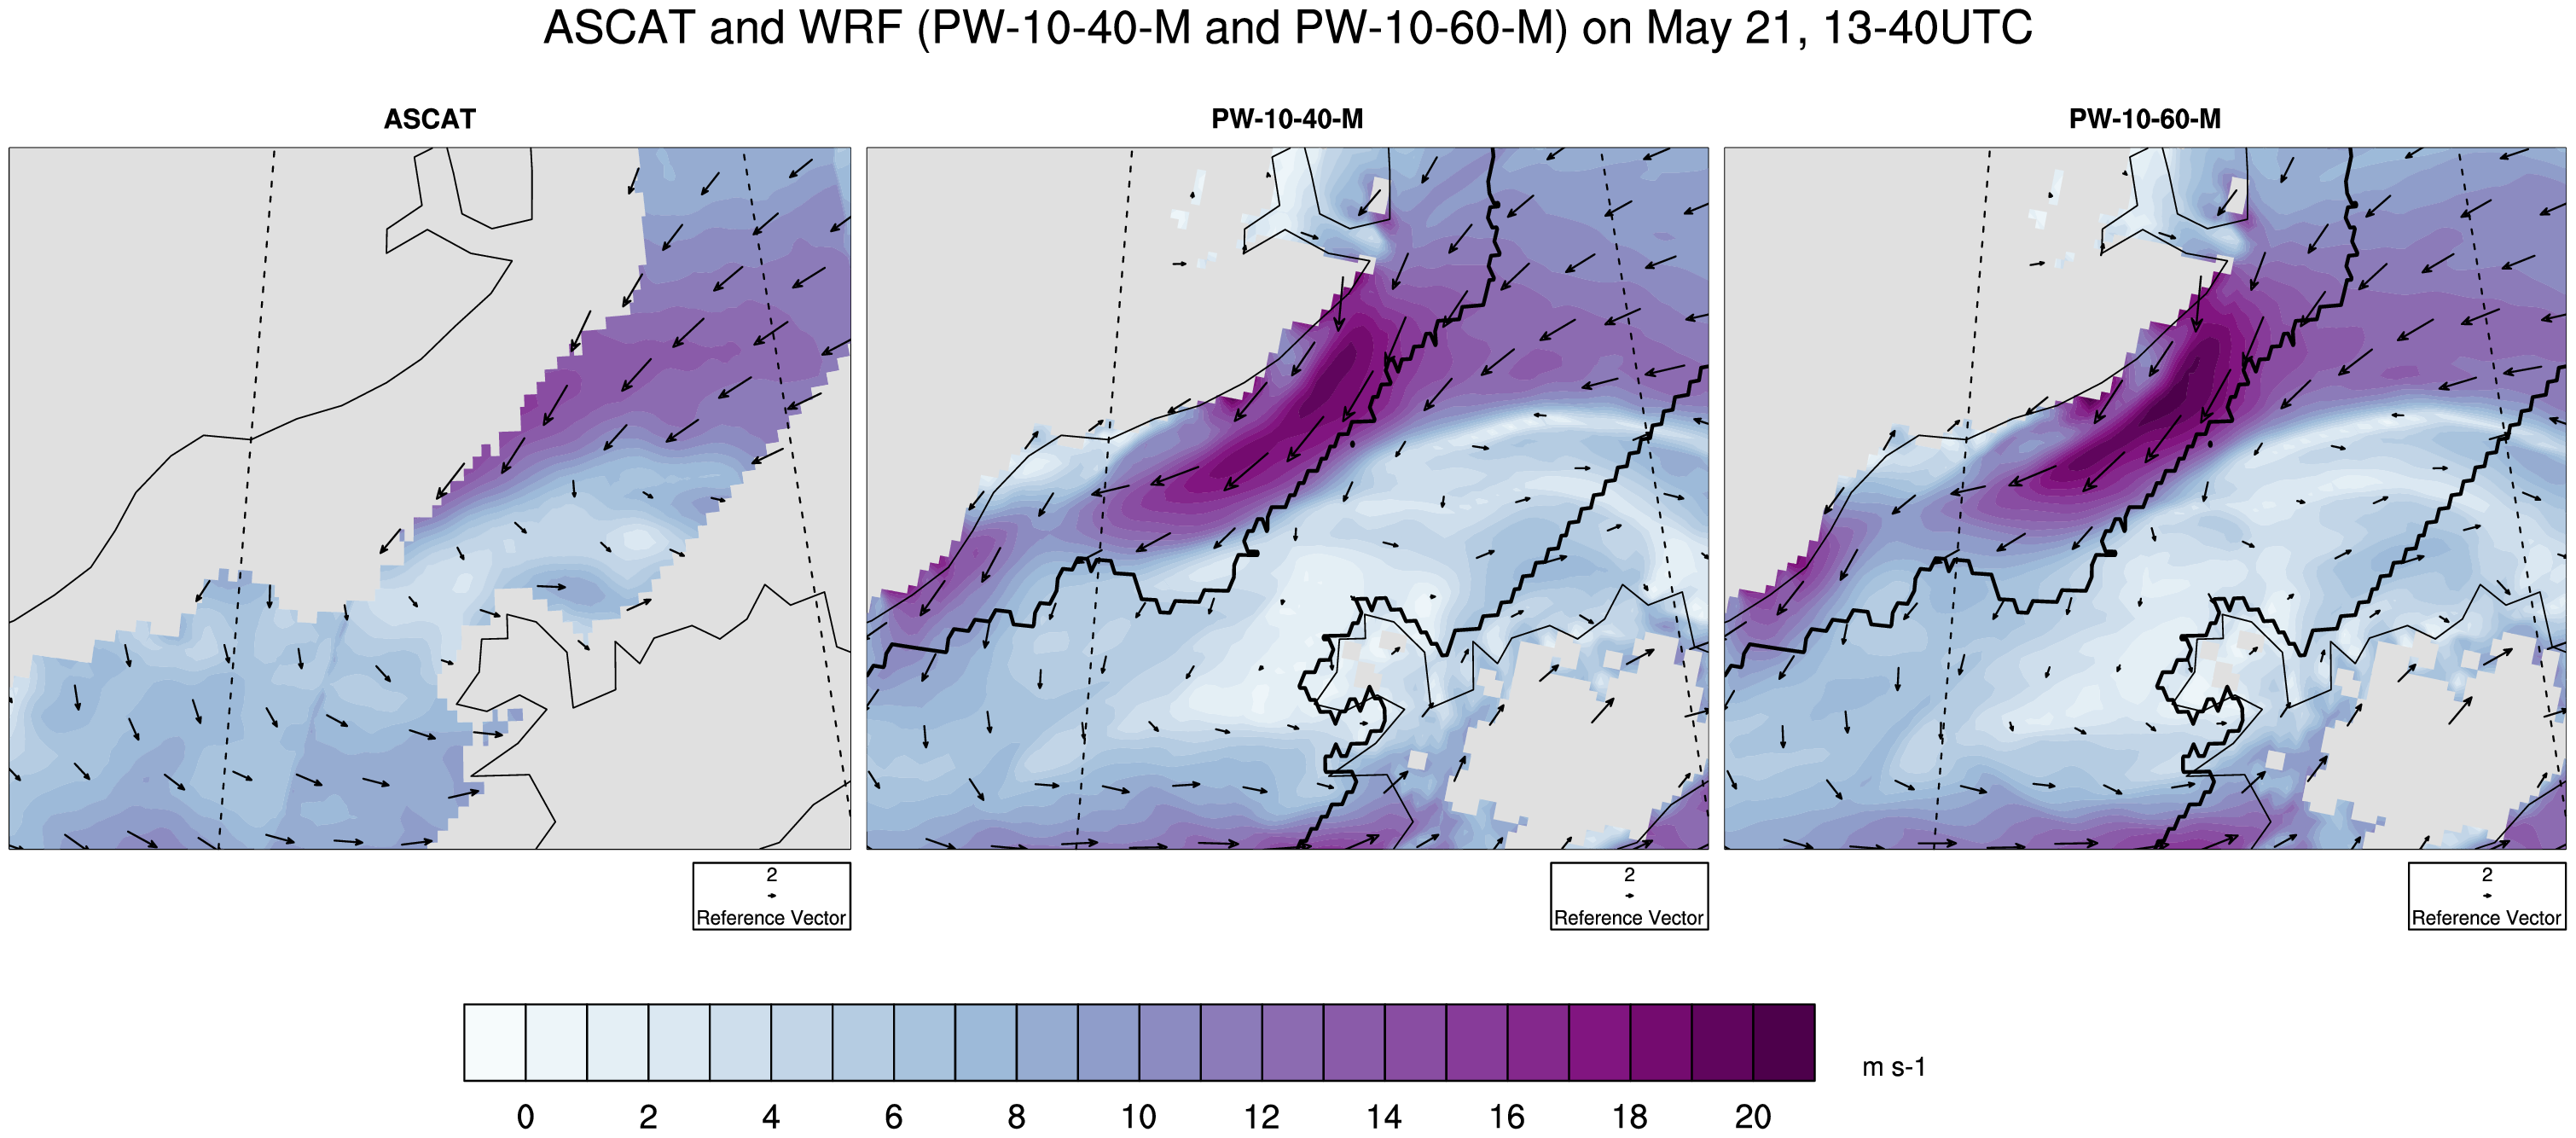 ASCAT and WRF (PW-10-40-M and PW-10-60-M) on May 21, 13-40UTC
ASCAT
PW-10-40-M
PW-10-60-M
2
Reference Vector
2
Reference Vector
2
Reference Vector
m s-1
0 2 4 6 8 10 12 14 16 18 20